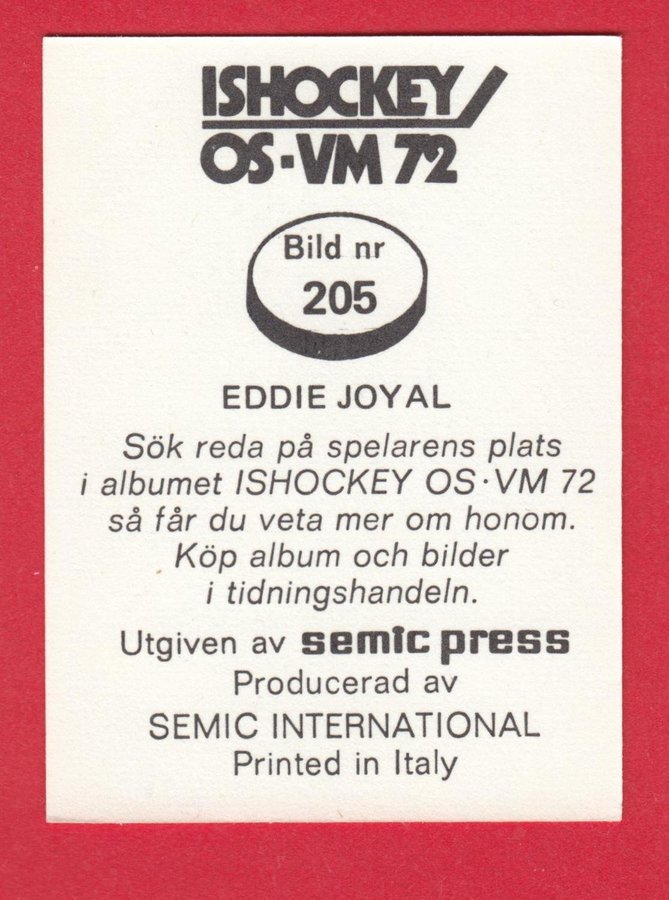 ISHOCKEY
OS·VM 72
Bild nr
205
EDDIE JOYAL
Sök reda på spelarens plats
i albumet ISHOCKEY OS·VM 72
så får du veta mer om honom.
Köp album och bilder
i tidningshandeln.
Utgiven av semic press
Producerad av
SEMIC INTERNATIONAL
Printed in Italy